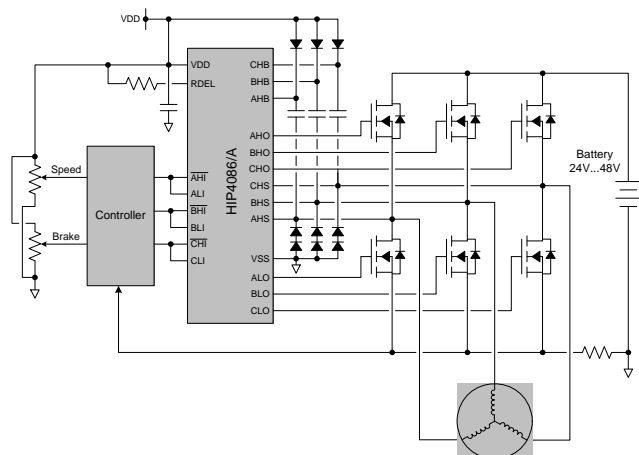 VDD
VDD
RDEL
CHB
BHB
AHB
AHO
BHO
CHO
CHS
BHS
AHS
VSS
ALO
BLO
CLO
HIP4086/A
AHI
ALI
BHI
BLI
CHI
CLI
Speed
Brake
Controller
Battery
24V...48V